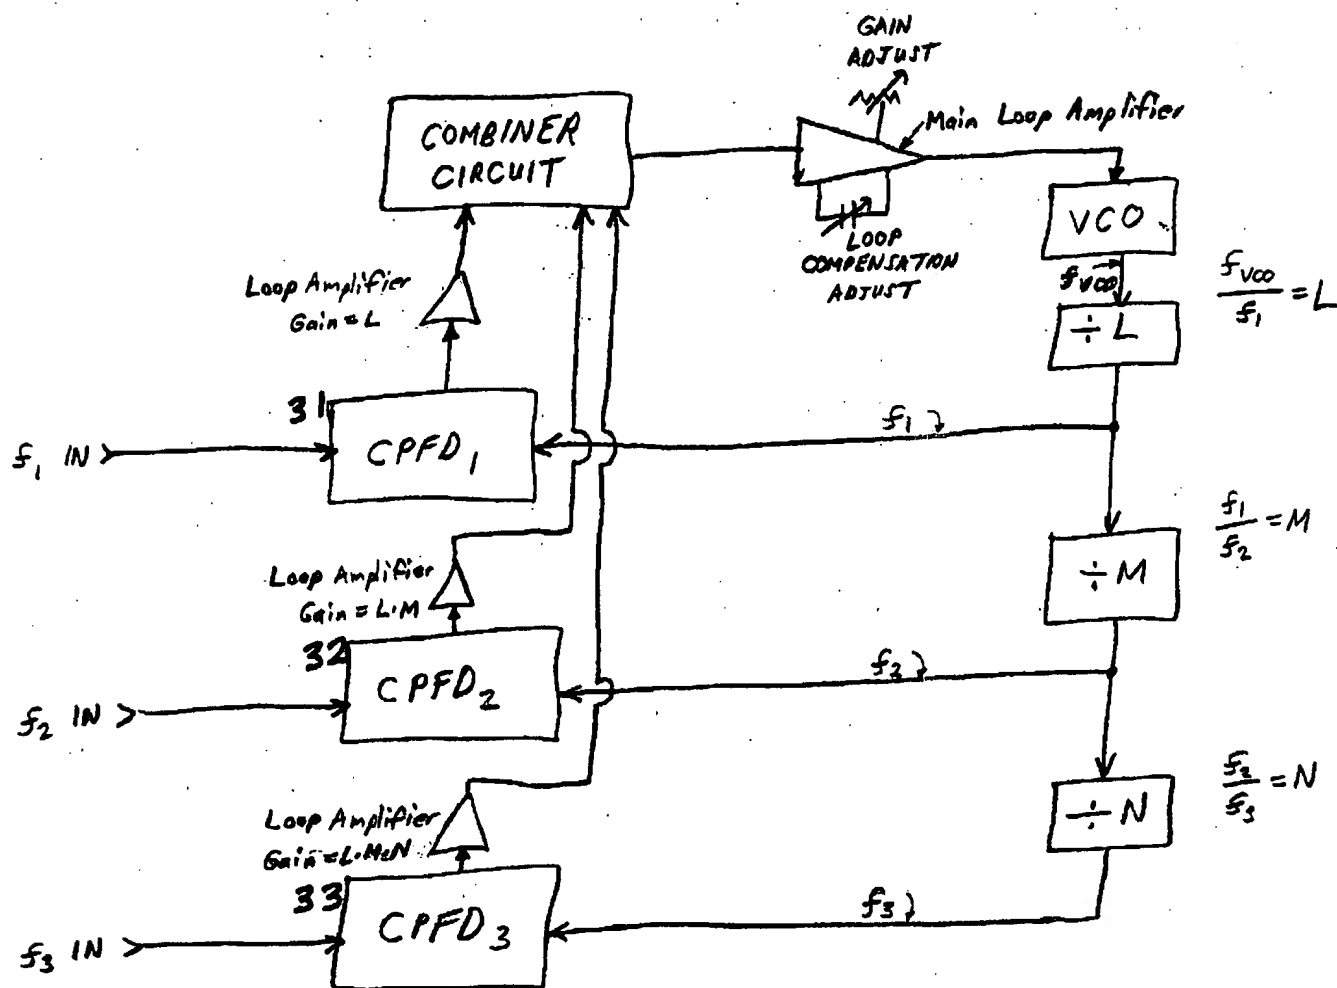 GAIN
ADJUST
COMBINER
CIRCUIT
Main Loop Amplifier
LOOP
COMPENSATION
ADJUST
VCO
f_VCO
f_VCO / f_1 = L
÷ L
Loop Amplifier
Gain = L
31
CPFD_1
f_1 IN
f_1
÷ M
f_1 / f_2 = M
Loop Amplifier
Gain = L·M
32
CPFD_2
f_2 IN
f_2
÷ N
f_2 / f_3 = N
Loop Amplifier
Gain = L·M·N
33
CPFD_3
f_3 IN
f_3